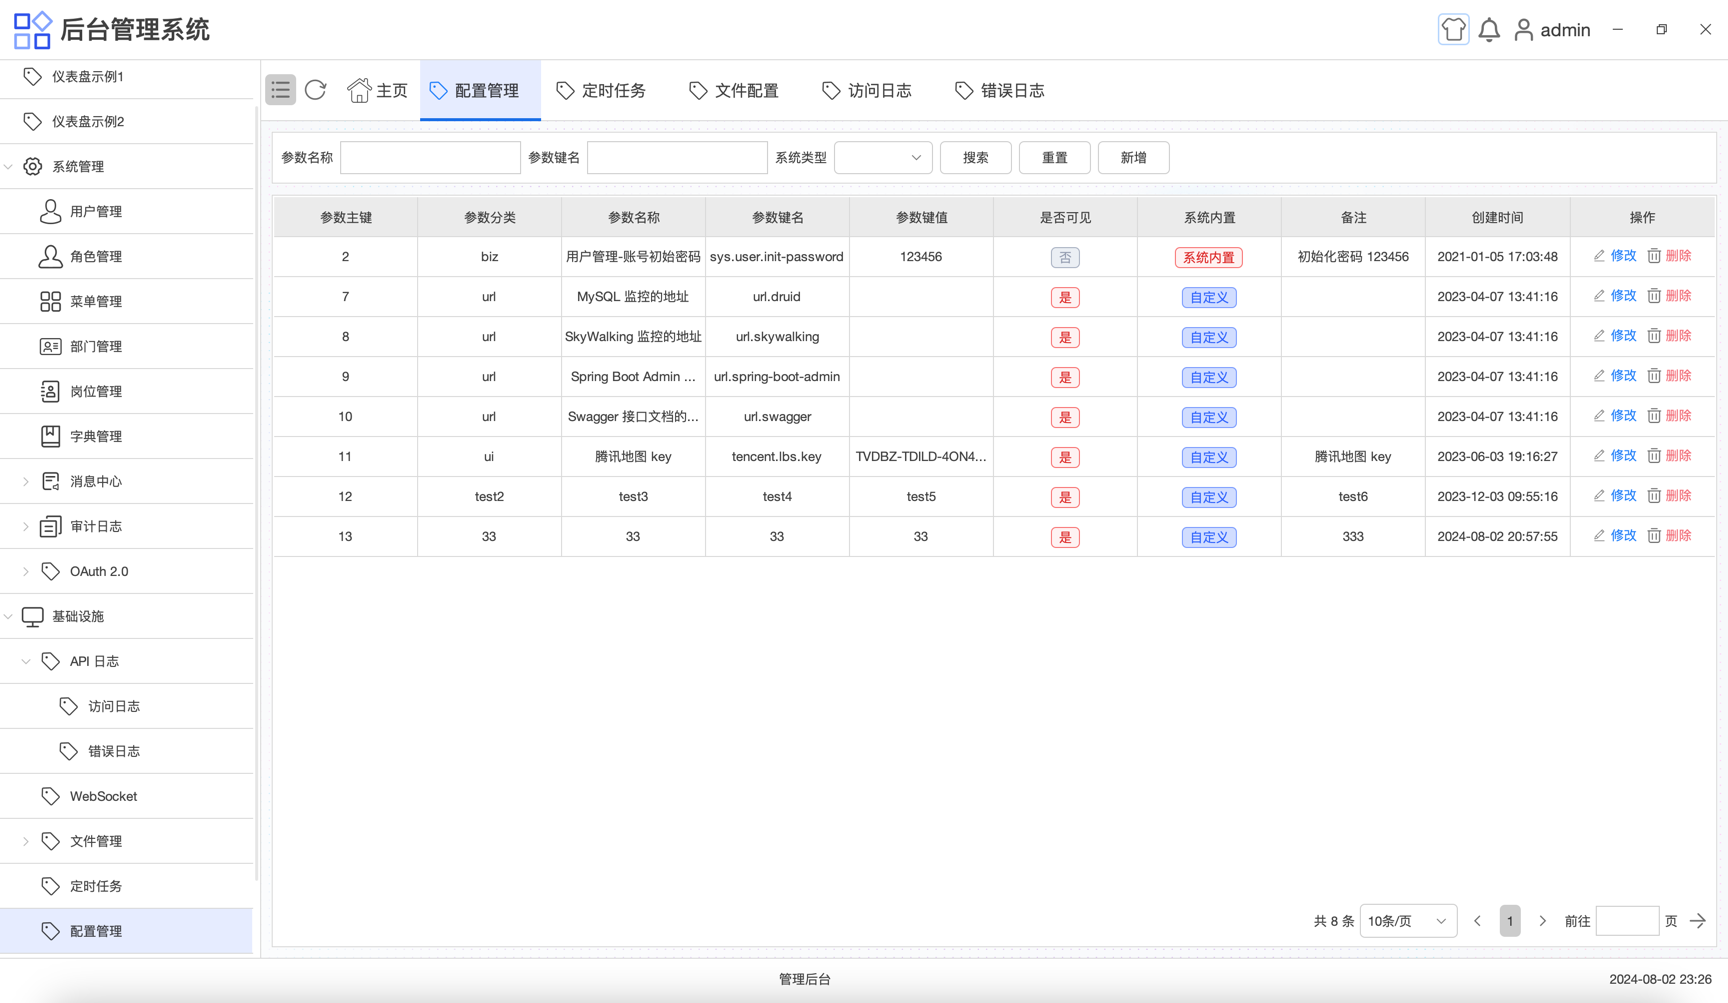 后台管理系统
admin
仪表盘示例1
仪表盘示例2
系统管理
用户管理
角色管理
菜单管理
部门管理
岗位管理
字典管理
消息中心
审计日志
OAuth 2.0
基础设施
API 日志
访问日志
错误日志
WebSocket
文件管理
定时任务
配置管理
主页 配置管理 定时任务 文件配置 访问日志 错误日志
参数名称 参数键名 系统类型 搜索 重置 新增
参数主键 参数分类 参数名称 参数键名 参数键值 是否可见 系统内置 备注 创建时间 操作
2 biz 用户管理-账号初始密码 sys.user.init-password 123456 否 系统内置 初始化密码 123456 2021-01-05 17:03:48 修改 删除
7 url MySQL 监控的地址 url.druid 是 自定义 2023-04-07 13:41:16 修改 删除
8 url SkyWalking 监控的地址 url.skywalking 是 自定义 2023-04-07 13:41:16 修改 删除
9 url Spring Boot Admin ... url.spring-boot-admin 是 自定义 2023-04-07 13:41:16 修改 删除
10 url Swagger 接口文档的... url.swagger 是 自定义 2023-04-07 13:41:16 修改 删除
11 ui 腾讯地图 key tencent.lbs.key TVDBZ-TDILD-4ON4... 是 自定义 腾讯地图 key 2023-06-03 19:16:27 修改 删除
12 test2 test3 test4 test5 是 自定义 test6 2023-12-03 09:55:16 修改 删除
13 33 33 33 33 是 自定义 333 2024-08-02 20:57:55 修改 删除
共 8 条 10条/页 1 前往 页
管理后台
2024-08-02 23:26